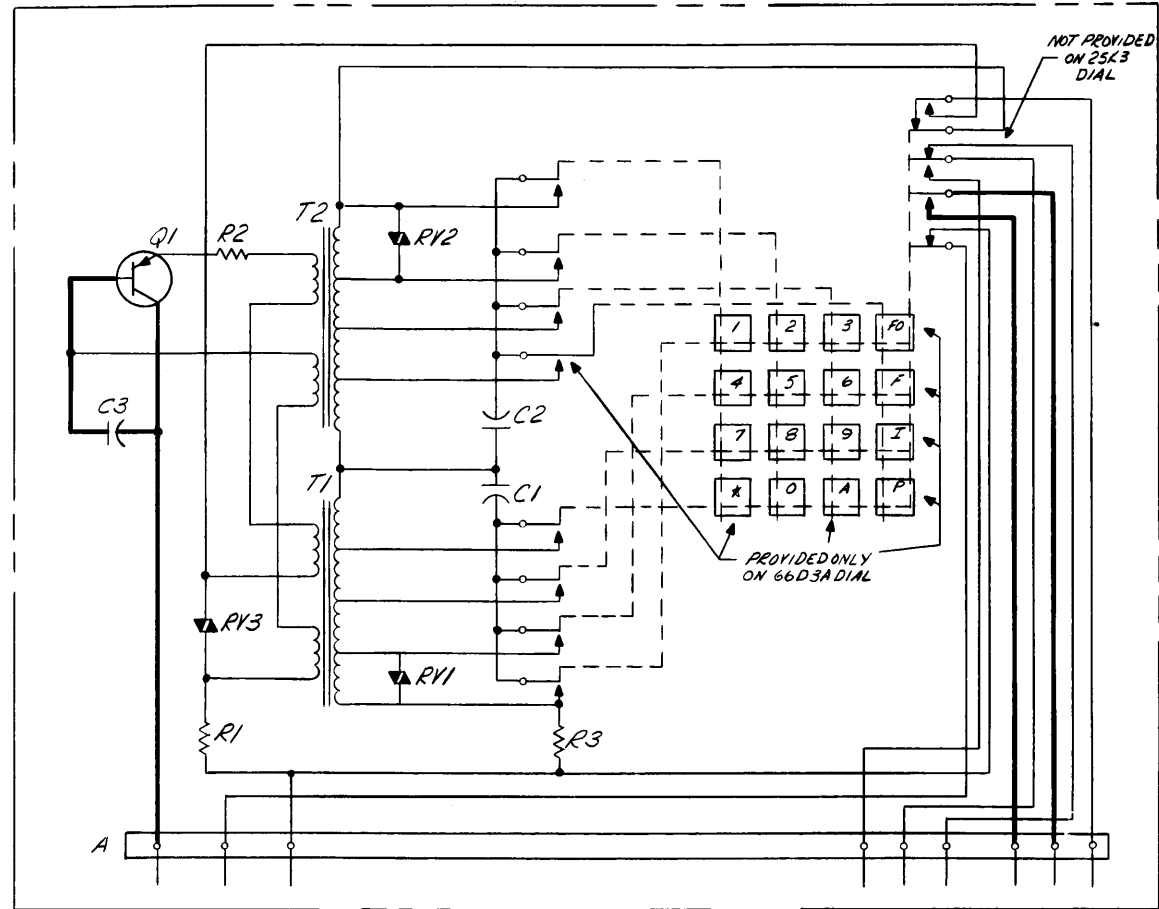 NOT PROVIDED
ON 25K3
DIAL
T2
Q1
R2
RV2
C3
1 2 3 FO
4 5 6 F
7 8 9 I
* 0 A P
C2
T1
C1
PROVIDED ONLY
ON 66D3A DIAL
RV3
RV1
R1
R3
A